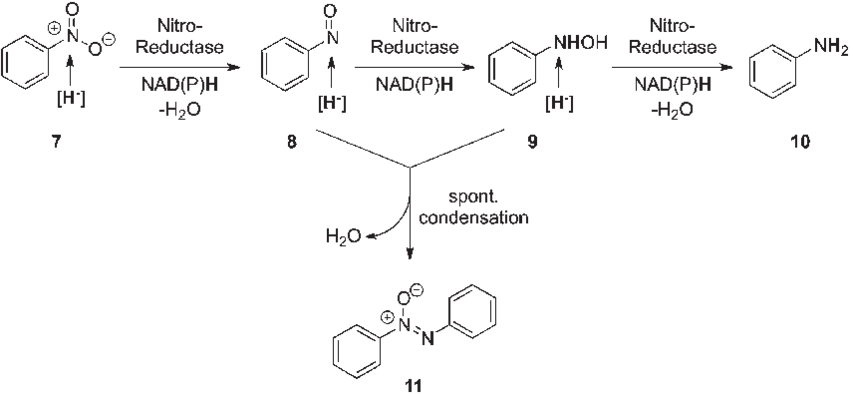 O
N
⊕
O ⊖
[H-]
7
Nitro-
Reductase
NAD(P)H
-H2O
O
N
[H-]
8
Nitro-
Reductase
NAD(P)H
NHOH
[H-]
9
Nitro-
Reductase
NAD(P)H
-H2O
NH2
10
spont.
condensation
H2O
O ⊖
⊕
N
N
11